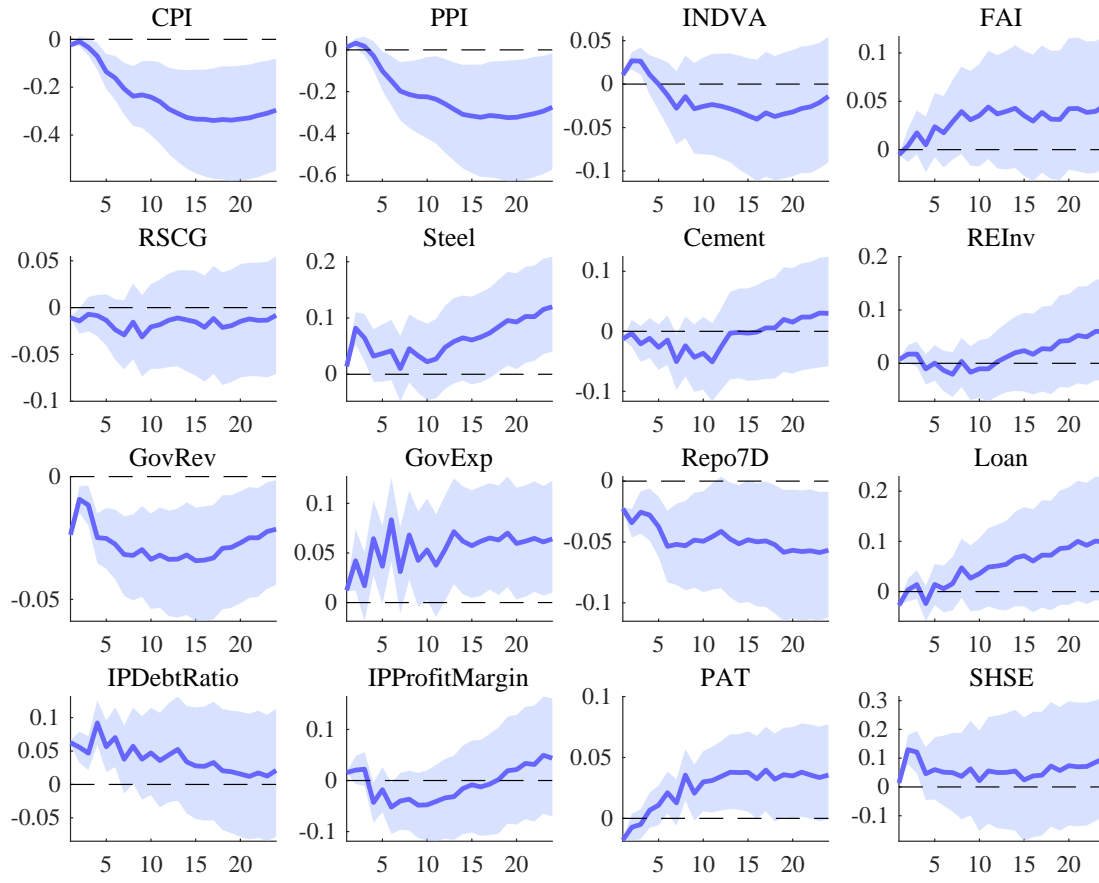 CPI PPI INDVA FAI
0 0 0.05 0.1
-0.2 -0.2 0 0.05
-0.4 -0.4 -0.05 0
-0.6 -0.1
5 10 15 20 5 10 15 20 5 10 15 20 5 10 15 20
RSCG Steel Cement REInv
0.05 0.2 0.1 0.2
0 0.1 0 0.1
-0.05 0 -0.1 0
-0.1
5 10 15 20 5 10 15 20 5 10 15 20 5 10 15 20
GovRev GovExp Repo7D Loan
0 0.1 0 0.2
-0.05 0.05 -0.05 0.1
0 -0.1 0
5 10 15 20 5 10 15 20 5 10 15 20 5 10 15 20
IPDebtRatio IPProfitMargin PAT SHSE
0.1 0.1 0.1 0.3
0.05 0 0.05 0.2
0 -0.1 0 0.1
-0.05 0
-0.1
5 10 15 20 5 10 15 20 5 10 15 20 5 10 15 20